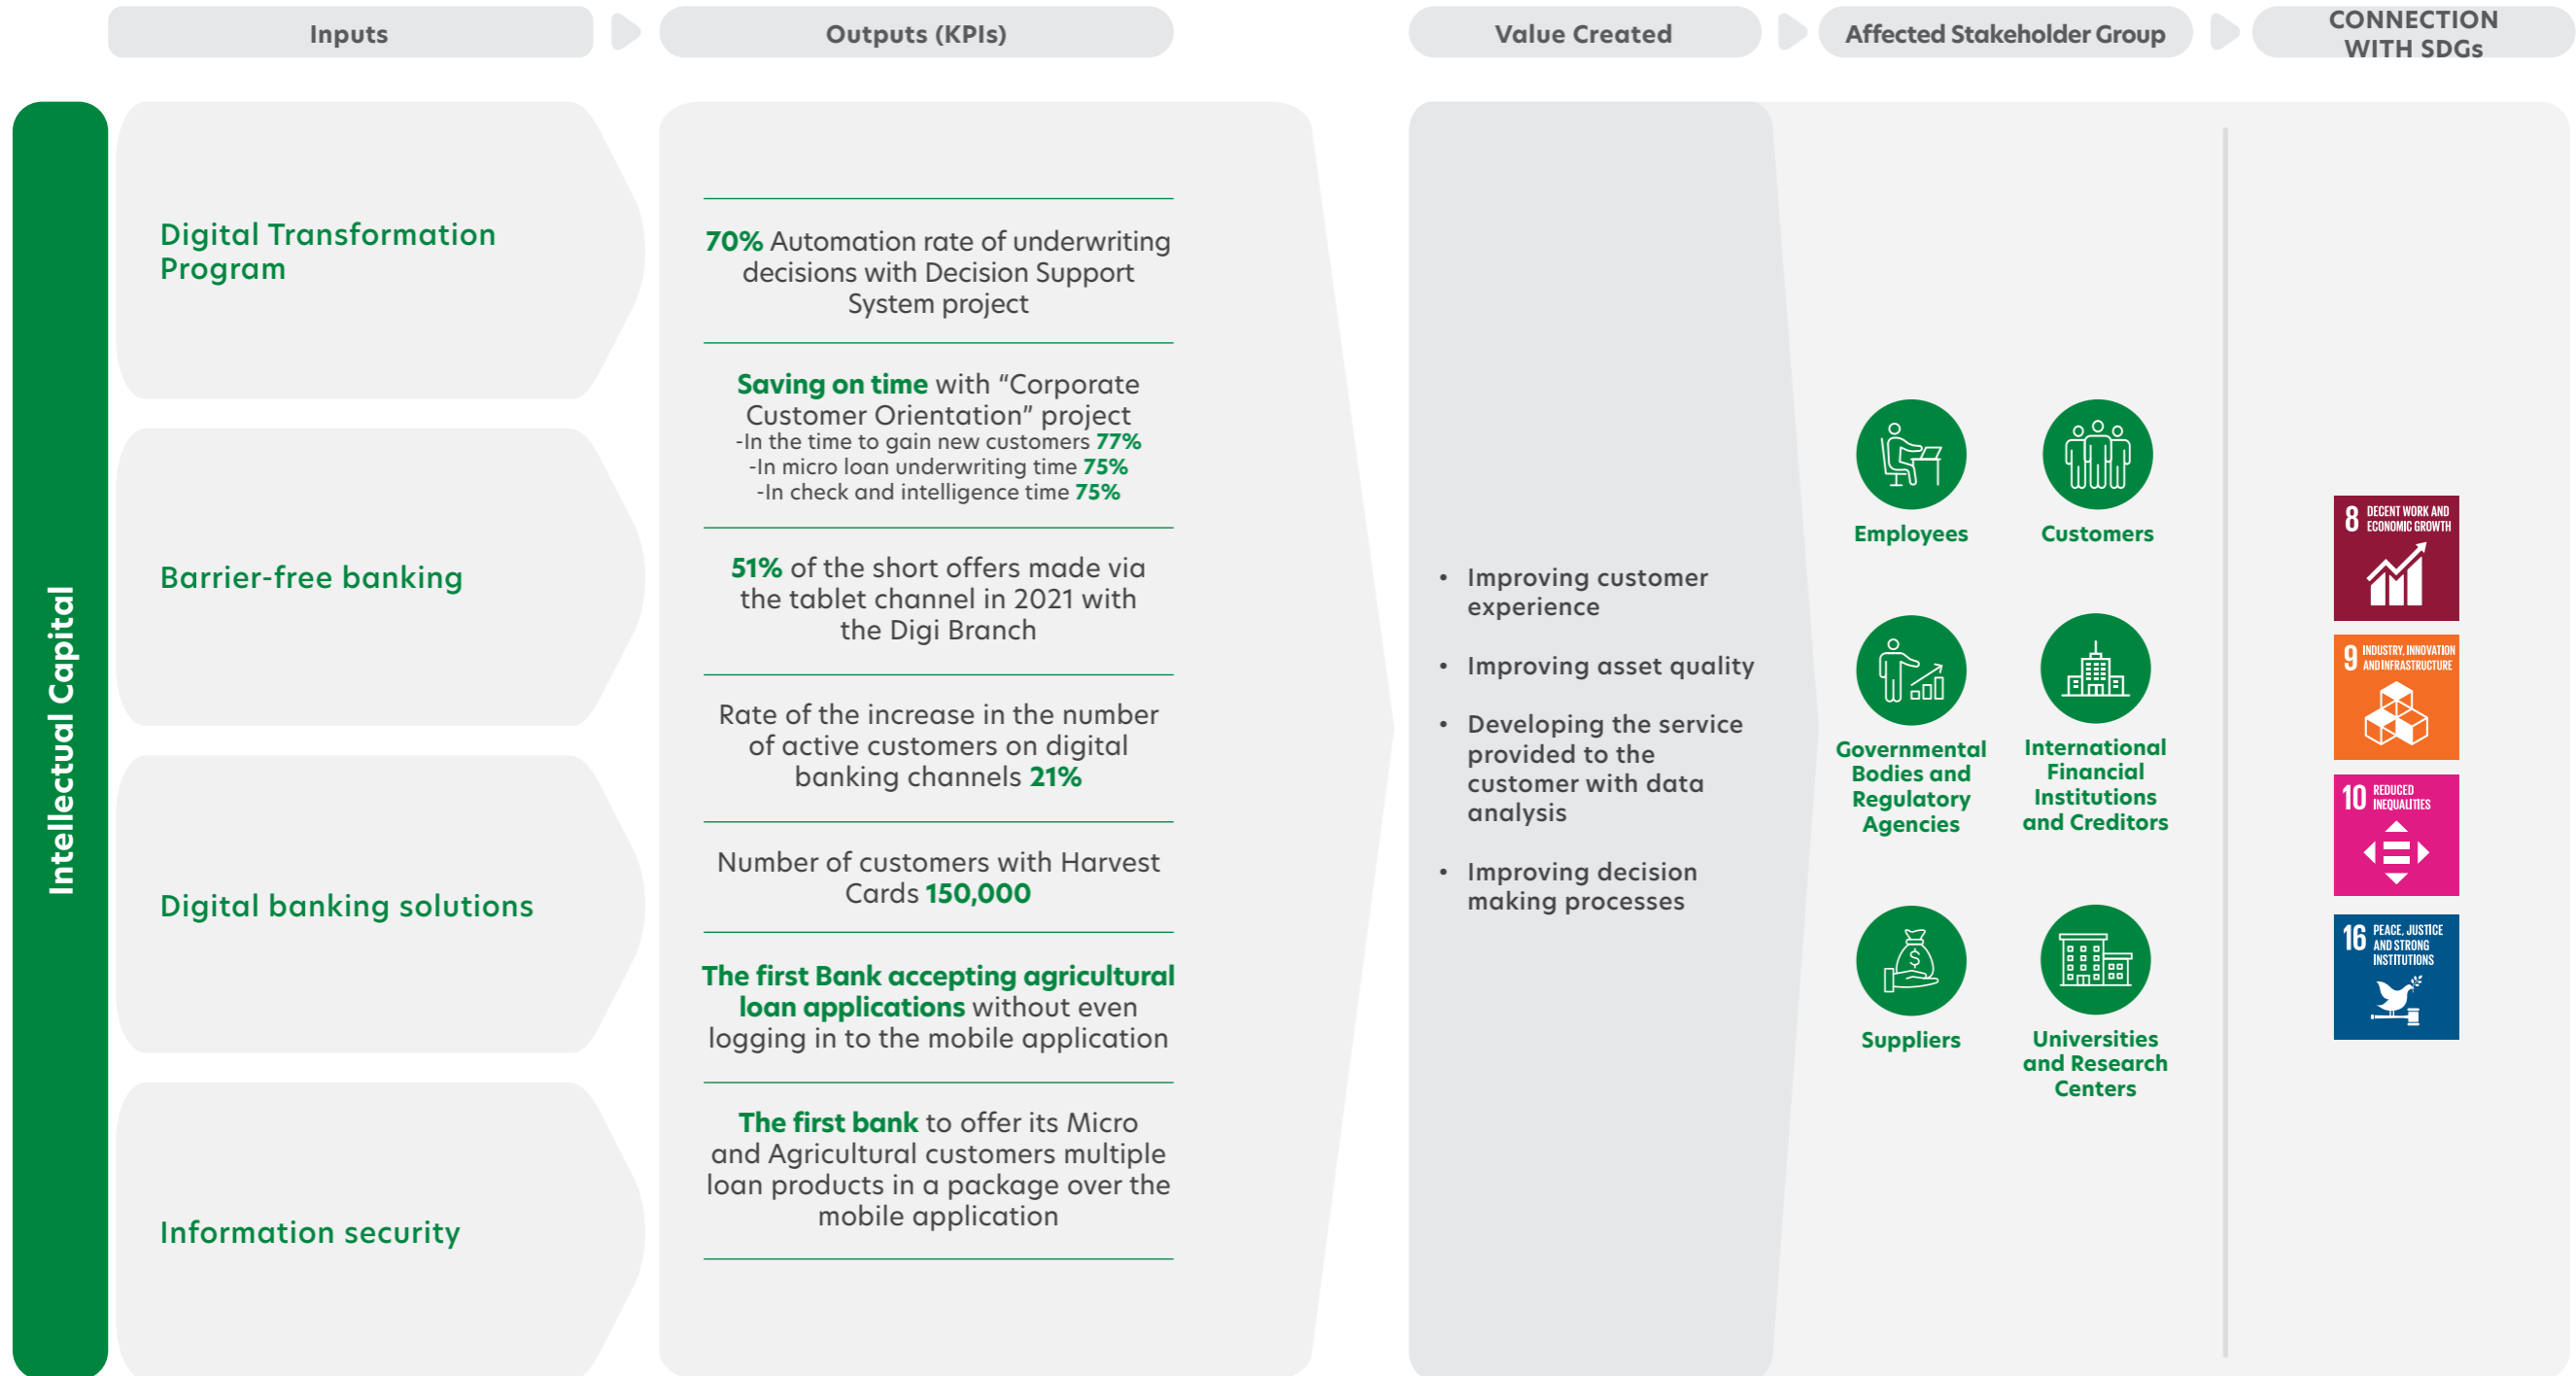 Inputs
Outputs (KPIs)
Value Created
Affected Stakeholder Group
CONNECTION
WITH SDGs
Intellectual Capital
Digital Transformation
Program
Barrier-free banking
Digital banking solutions
Information security
70% Automation rate of underwriting
decisions with Decision Support
System project
Saving on time with “Corporate
Customer Orientation” project
-In the time to gain new customers 77%
-In micro loan underwriting time 75%
-In check and intelligence time 75%
51% of the short offers made via
the tablet channel in 2021 with
the Digi Branch
Rate of the increase in the number
of active customers on digital
banking channels 21%
Number of customers with Harvest
Cards 150,000
The first Bank accepting agricultural
loan applications without even
logging in to the mobile application
The first bank to offer its Micro
and Agricultural customers multiple
loan products in a package over the
mobile application
• Improving customer
experience
• Improving asset quality
• Developing the service
provided to the
customer with data
analysis
• Improving decision
making processes
Employees
Customers
Governmental
Bodies and
Regulatory
Agencies
International
Financial
Institutions
and Creditors
$
Suppliers
Universities
and Research
Centers
8 DECENT WORK AND
ECONOMIC GROWTH
9 INDUSTRY, INNOVATION
AND INFRASTRUCTURE
10 REDUCED
INEQUALITIES
16 PEACE, JUSTICE
AND STRONG
INSTITUTIONS